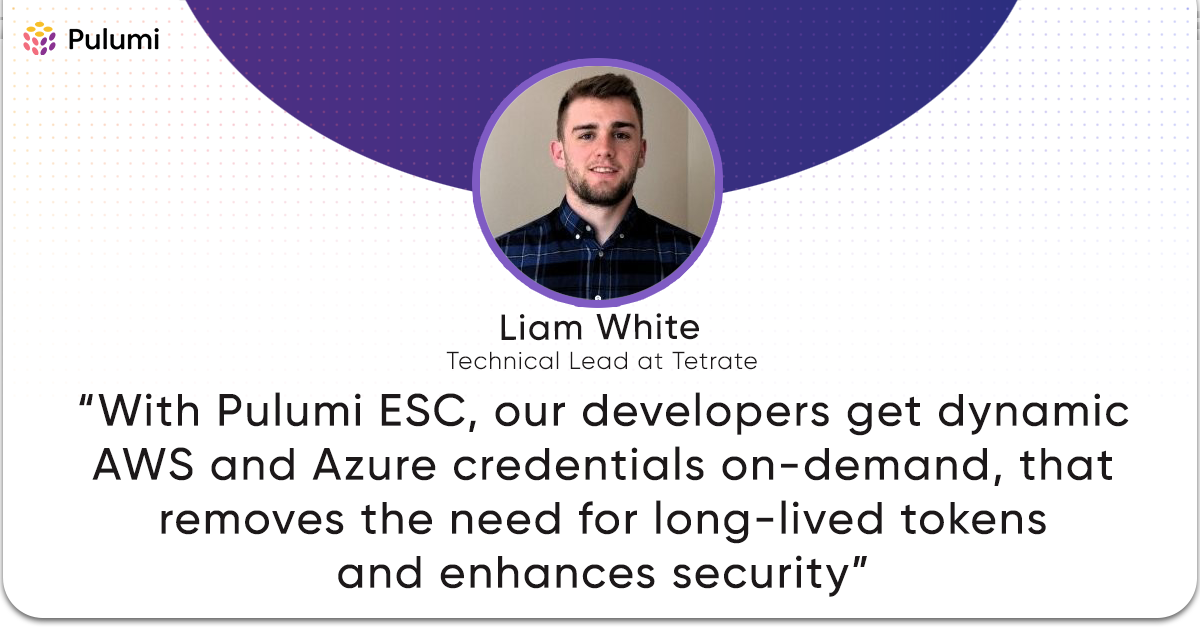 Pulumi
Liam White
Technical Lead at Tetrate
“With Pulumi ESC, our developers get dynamic
AWS and Azure credentials on-demand, that
removes the need for long-lived tokens
and enhances security”